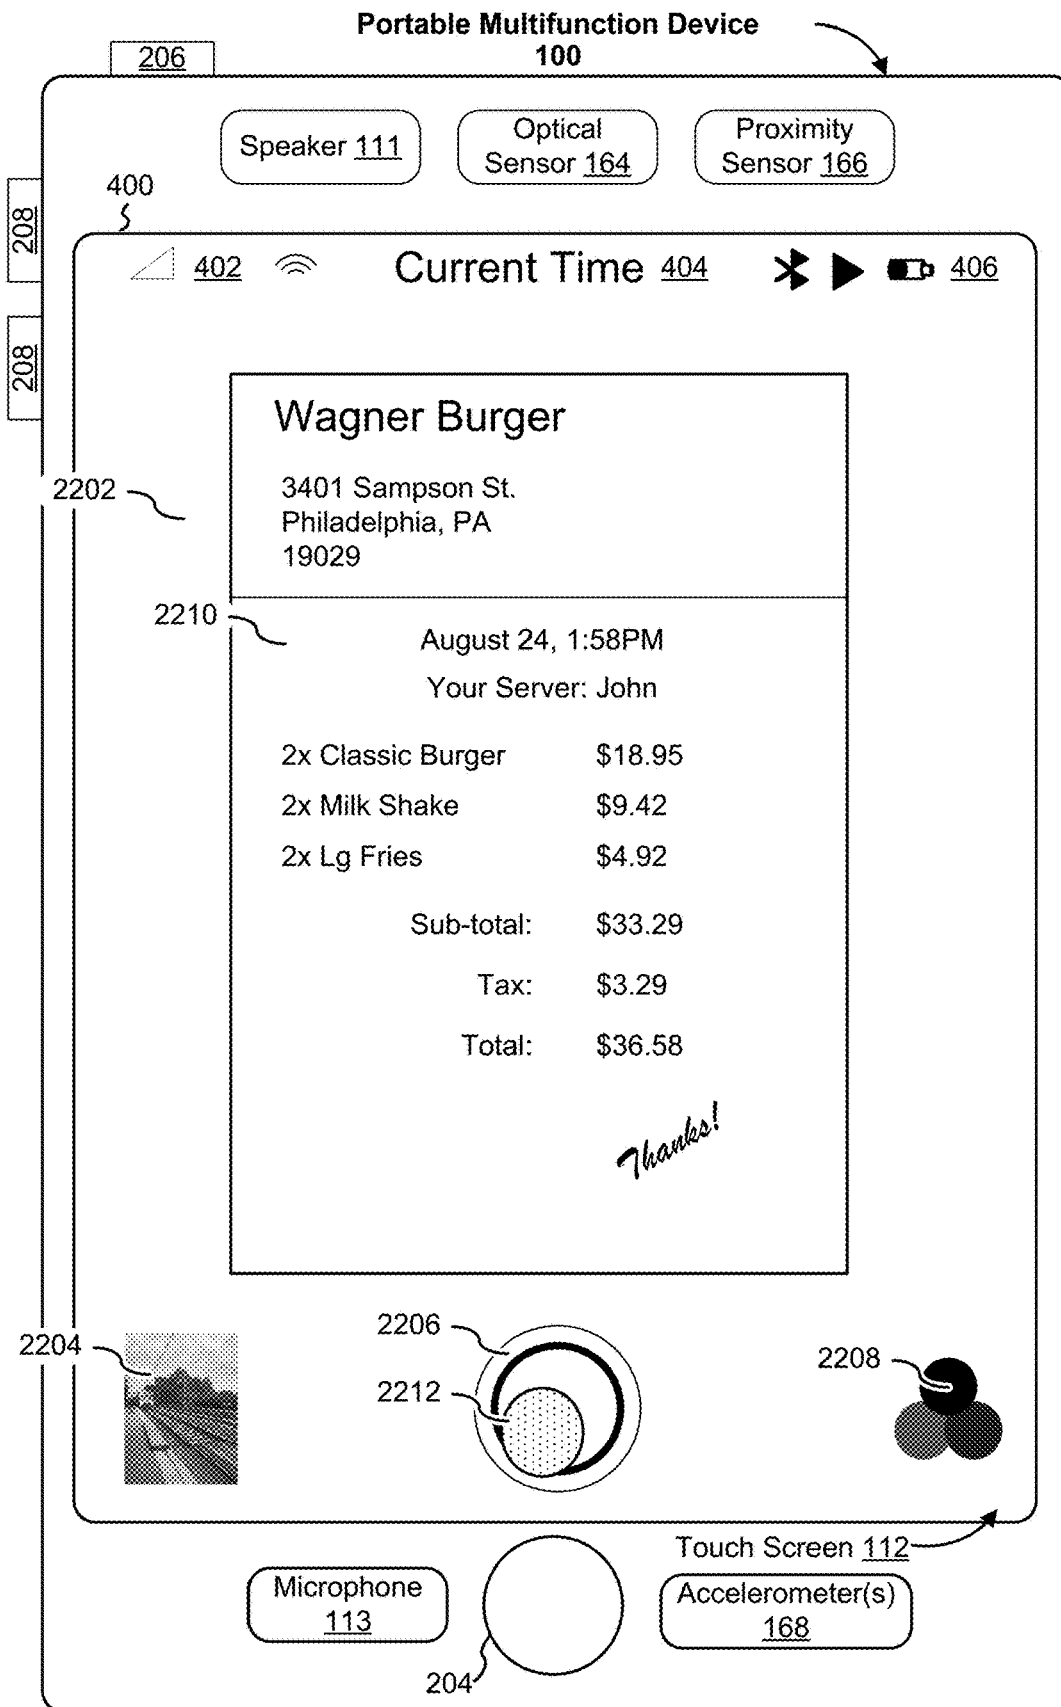 Portable Multifunction Device
100
206
Speaker 111
Optical
Sensor 164
Proximity
Sensor 166
208
400
402
Current Time 404
406
208
Wagner Burger
2202
3401 Sampson St.
Philadelphia, PA
19029
2210
August 24, 1:58PM
Your Server: John
2x Classic Burger $18.95
2x Milk Shake $9.42
2x Lg Fries $4.92
Sub-total: $33.29
Tax: $3.29
Total: $36.58
Thanks!
2204
2206
2208
2212
Touch Screen 112
Microphone
113
Accelerometer(s)
168
204